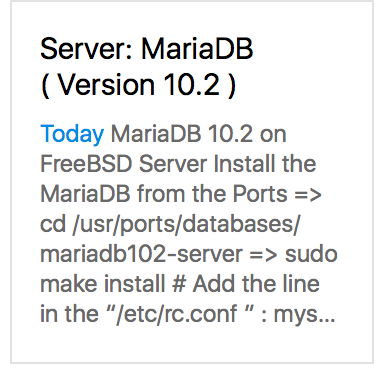 Server: MariaDB
( Version 10.2 )
Today MariaDB 10.2 on
FreeBSD Server Install the
MariaDB from the Ports =>
cd /usr/ports/databases/
mariadb102-server => sudo
make install # Add the line
in the “/etc/rc.conf ” : mys...